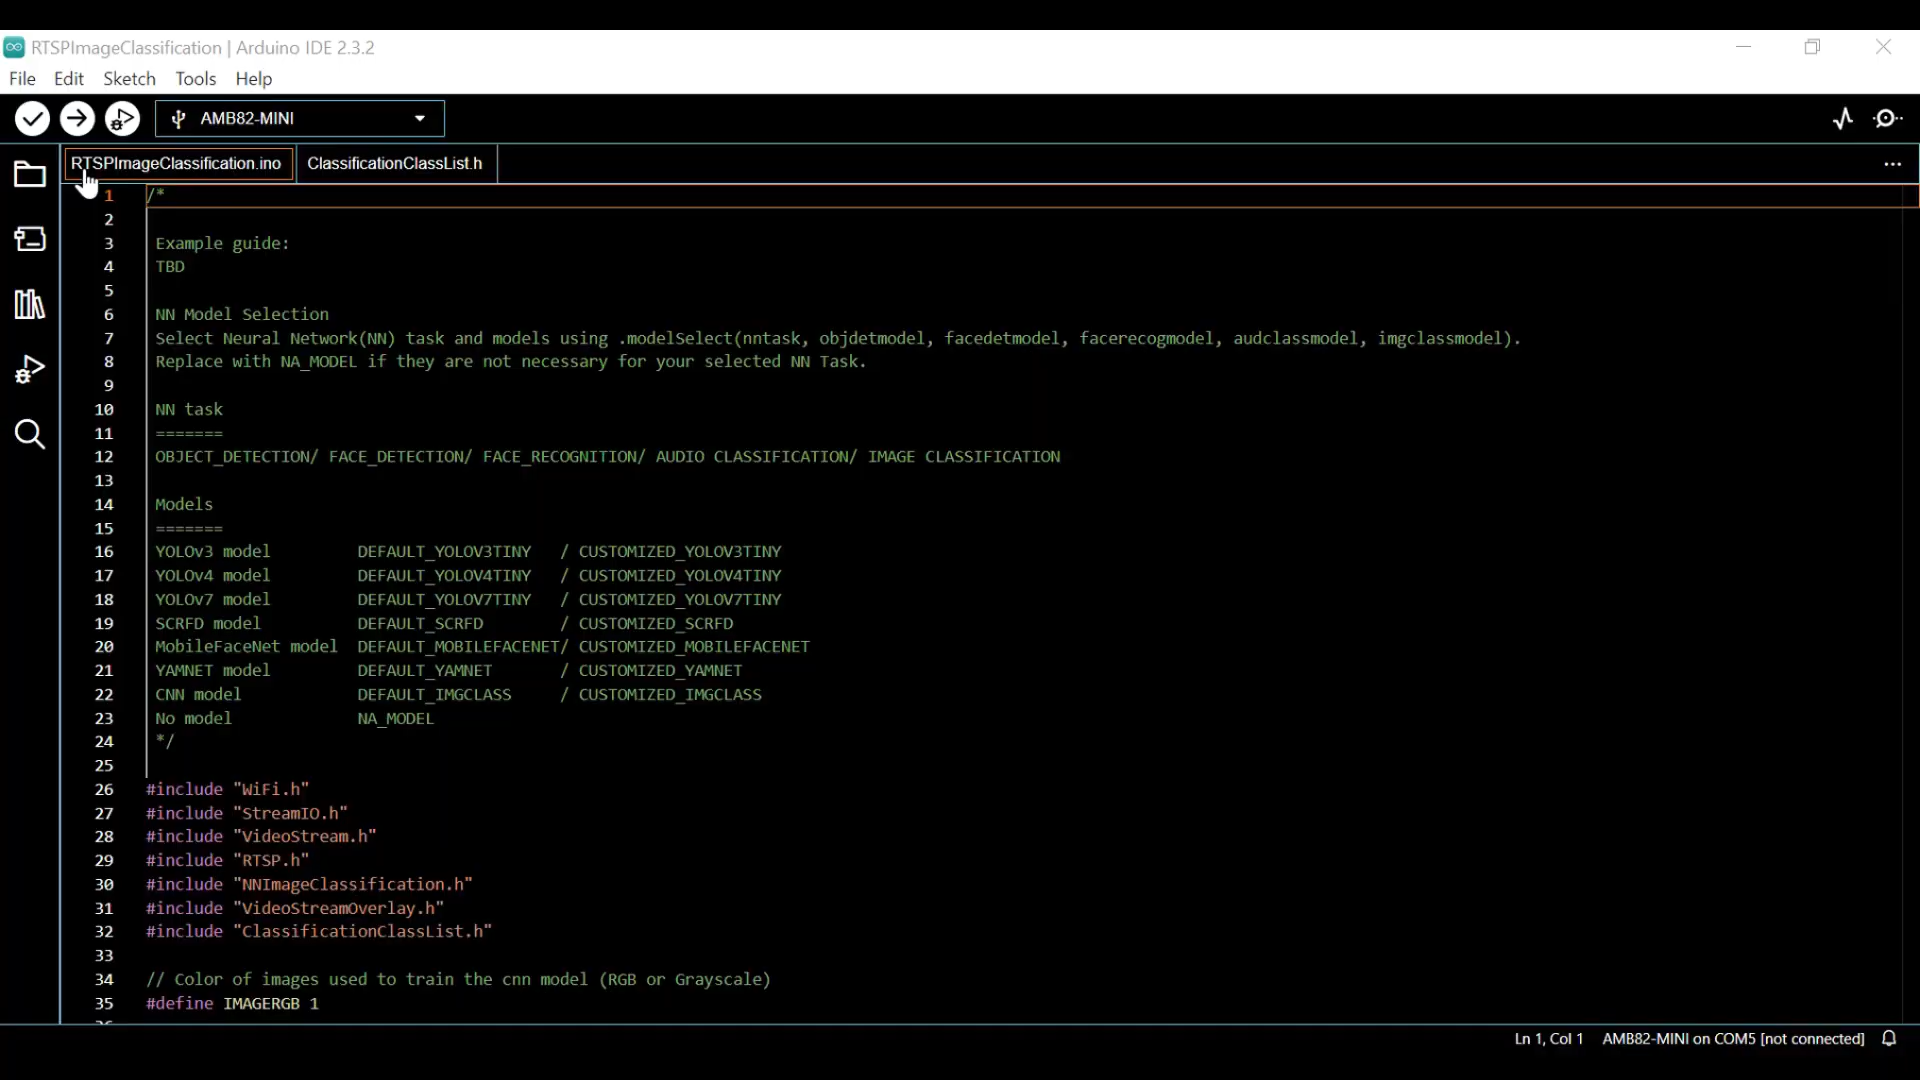 RTSPImageClassification | Arduino IDE 2.3.2
File Edit Sketch Tools Help
AMB82-MINI
RTSPImageClassification.ino ClassificationClassList.h
1 /*
2
3 Example guide:
4 TBD
5
6 NN Model Selection
7 Select Neural Network(NN) task and models using .modelSelect(nntask, objdetmodel, facedetmodel, facerecogmodel, audclassmodel, imgclassmodel).
8 Replace with NA_MODEL if they are not necessary for your selected NN Task.
9
10 NN task
11 =======
12 OBJECT_DETECTION/ FACE_DETECTION/ FACE_RECOGNITION/ AUDIO CLASSIFICATION/ IMAGE CLASSIFICATION
13
14 Models
15 =======
16 YOLOv3 model DEFAULT_YOLOV3TINY / CUSTOMIZED_YOLOV3TINY
17 YOLOv4 model DEFAULT_YOLOV4TINY / CUSTOMIZED_YOLOV4TINY
18 YOLOv7 model DEFAULT_YOLOV7TINY / CUSTOMIZED_YOLOV7TINY
19 SCRFD model DEFAULT_SCRFD / CUSTOMIZED_SCRFD
20 MobileFaceNet model DEFAULT_MOBILEFACENET/ CUSTOMIZED_MOBILEFACENET
21 YAMNET model DEFAULT_YAMNET / CUSTOMIZED_YAMNET
22 CNN model DEFAULT_IMGCLASS / CUSTOMIZED_IMGCLASS
23 No model NA_MODEL
24 */
25
26 #include "WiFi.h"
27 #include "StreamIO.h"
28 #include "VideoStream.h"
29 #include "RTSP.h"
30 #include "NNImageClassification.h"
31 #include "VideoStreamOverlay.h"
32 #include "ClassificationClassList.h"
33
34 // Color of images used to train the cnn model (RGB or Grayscale)
35 #define IMAGERGB 1
Ln 1, Col 1 AMB82-MINI on COM5 [not connected]